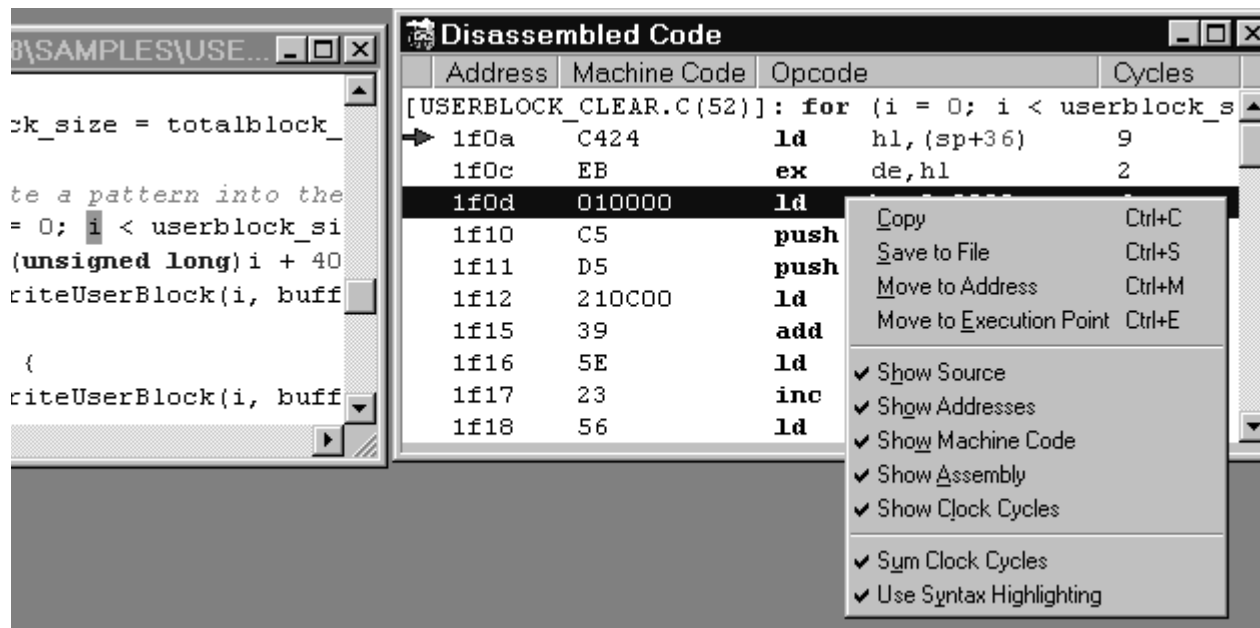 8\SAMPLES\USE...
ck_size = totalblock_
te a pattern into the
= 0; i < userblock_si
(unsigned long)i + 40
riteUserBlock(i, buff
{
riteUserBlock(i, buff
Disassembled Code
Address Machine Code Opcode Cycles
[USERBLOCK_CLEAR.C(52)]: for (i = 0; i < userblock_s
1f0a C424 ld hl,(sp+36) 9
1f0c EB ex de,hl 2
1f0d 010000 ld
1f10 C5 push
1f11 D5 push
1f12 210C00 ld
1f15 39 add
1f16 5E ld
1f17 23 inc
1f18 56 ld
Copy Ctrl+C
Save to File Ctrl+S
Move to Address Ctrl+M
Move to Execution Point Ctrl+E
Show Source
Show Addresses
Show Machine Code
Show Assembly
Show Clock Cycles
Sum Clock Cycles
Use Syntax Highlighting